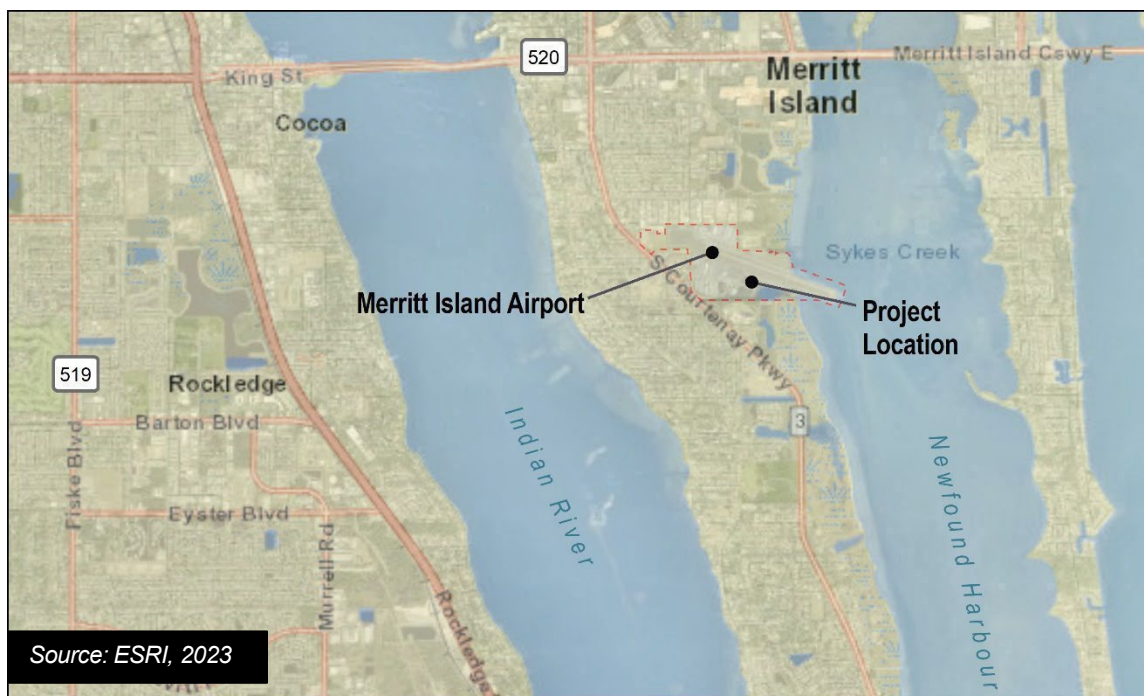 520
Merritt Island Cswy E
King St
Merritt
Island
Cocoa
Sykes Creek
S Courtenay Pkwy
Merritt Island Airport
Project
Location
519
Rockledge
Barton Blvd
3
Indian River
Newfound Harbour
Fiske Blvd
Eyster Blvd
Murrell Rd
Rockledge
Source: ESRI, 2023